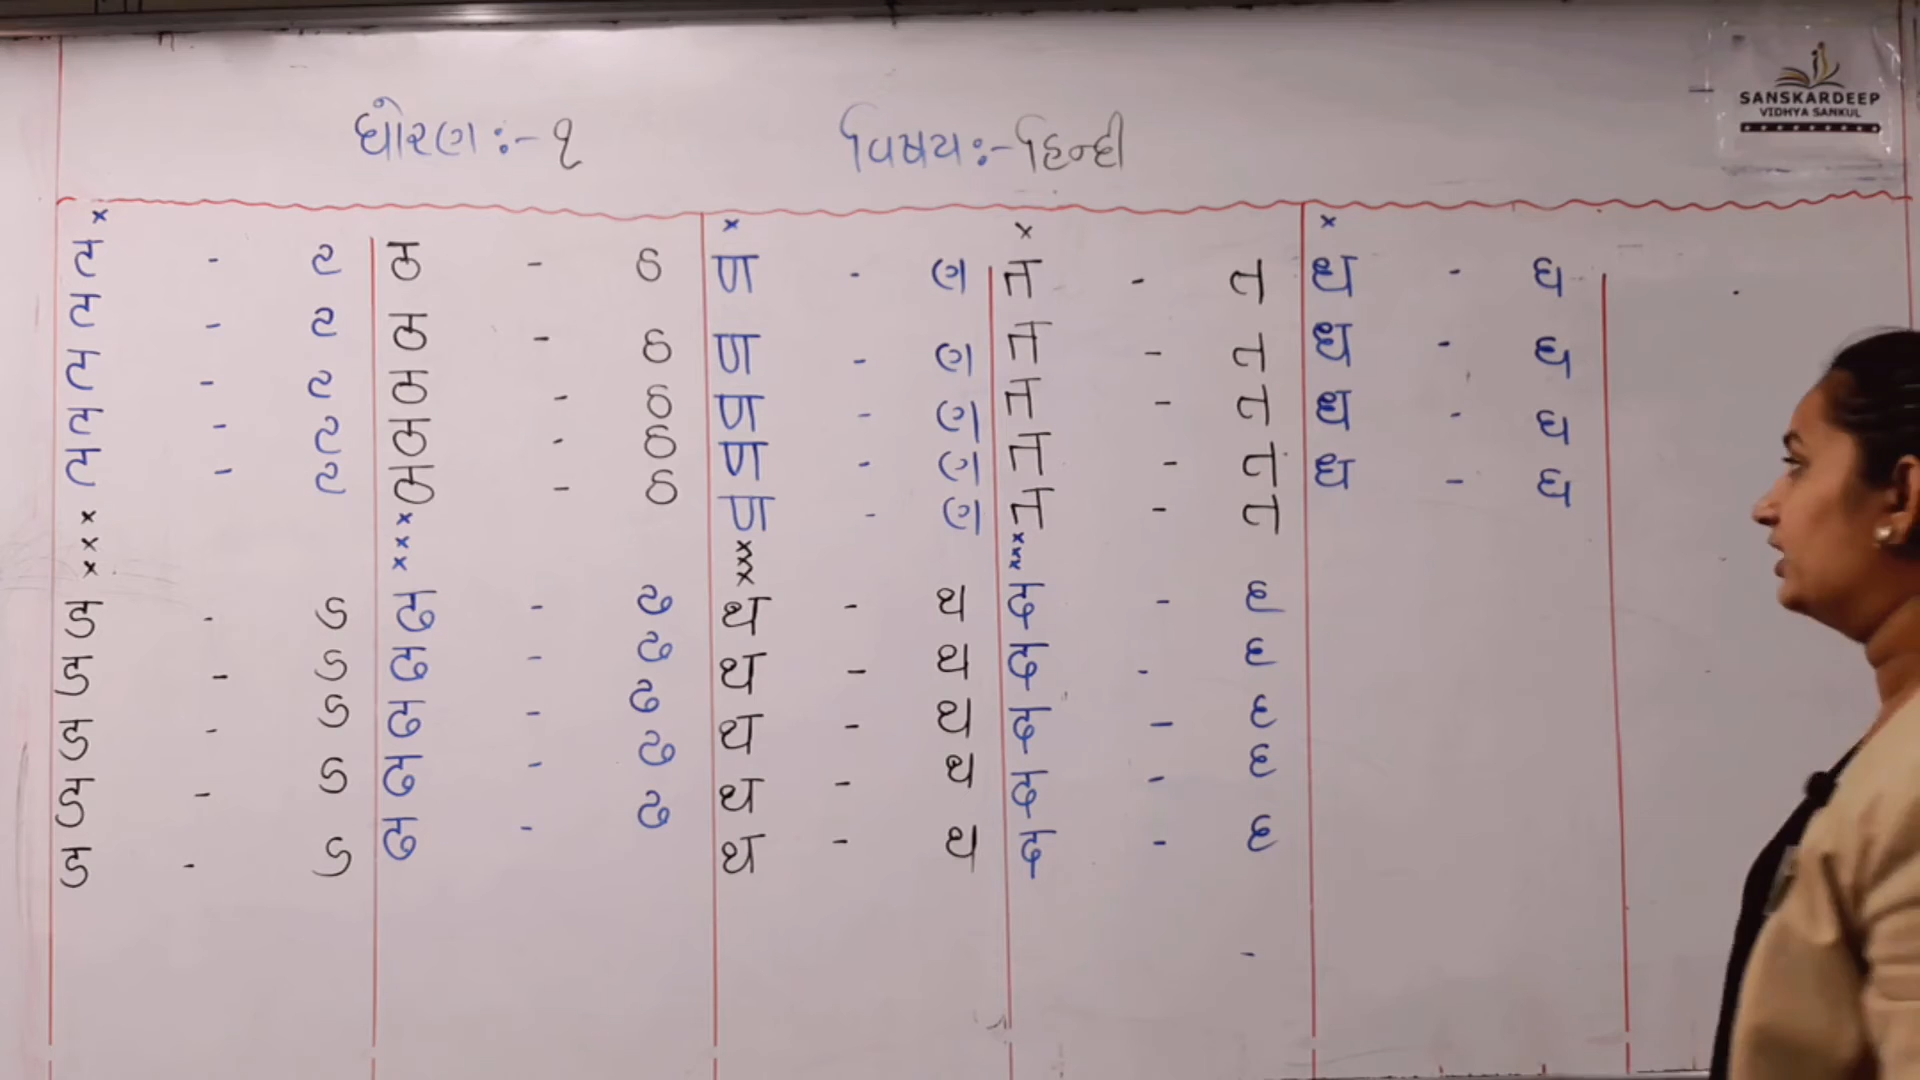 SANSKARDEEP
VIDHYA SANKUL
ધોરણ:-૧
વિષય:-હિન્દી
×
ट - ટ
ट - ટ
ट - ટ
ट - ટ
ट - ટ
×××
ड - ડ
ड - ડ
ड - ડ
ड - ડ
ड - ડ
ठ - ઠ
ठ - ઠ
ठ - ઠ
ठ - ઠ
ठ - ઠ
×××
ढ - ઢ
ढ - ઢ
ढ - ઢ
ढ - ઢ
ढ - ઢ
×
ण - ણ
ण - ણ
ण - ણ
ण - ણ
ण - ણ
×××
थ - થ
थ - થ
थ - થ
थ - થ
थ - થ
×
त - ત
त - ત
त - ત
त - ત
त - ત
×××
द - દ
द - દ
द - દ
द - દ
द - દ
×
ध - ધ
ध - ધ
ध - ધ
ध - ધ